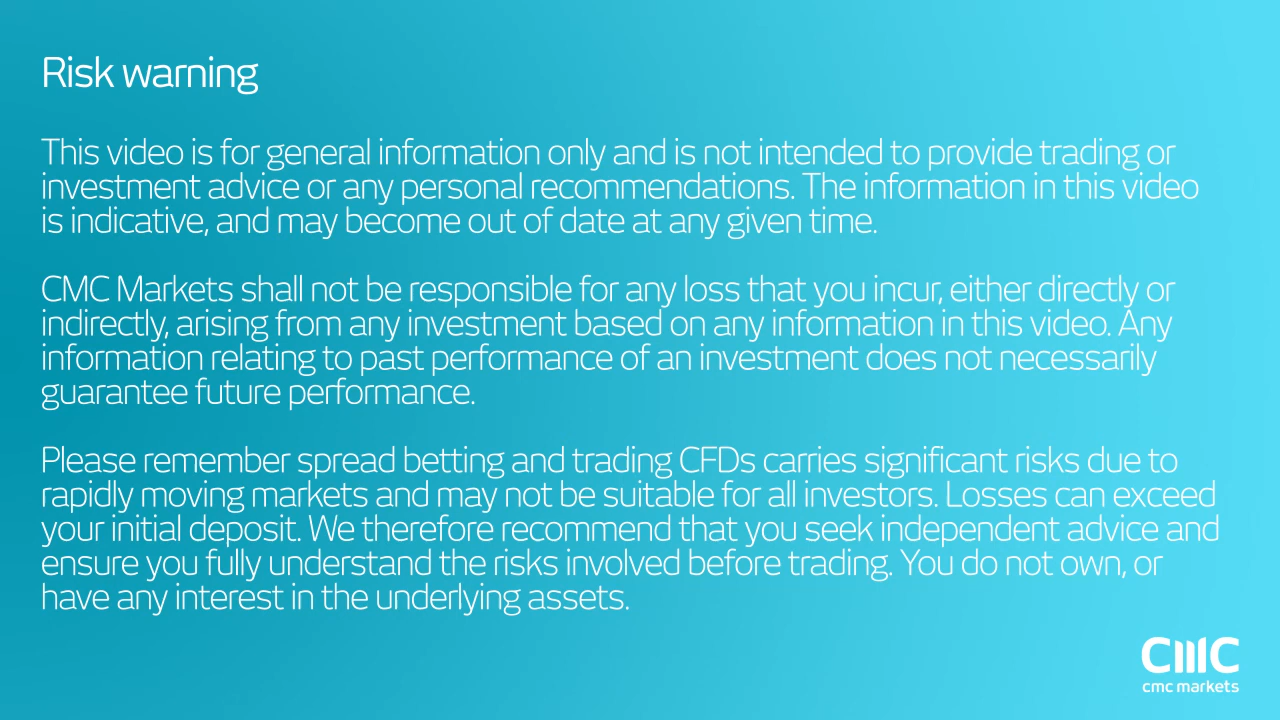 Risk warning
This video is for general information only and is not intended to provide trading or
investment advice or any personal recommendations. The information in this video
is indicative, and may become out of date at any given time.
CMC Markets shall not be responsible for any loss that you incur, either directly or
indirectly, arising from any investment based on any information in this video. Any
information relating to past performance of an investment does not necessarily
guarantee future performance.
Please remember spread betting and trading CFDs carries significant risks due to
rapidly moving markets and may not be suitable for all investors. Losses can exceed
your initial deposit. We therefore recommend that you seek independent advice and
ensure you fully understand the risks involved before trading. You do not own, or
have any interest in the underlying assets.
CMC
cmc markets